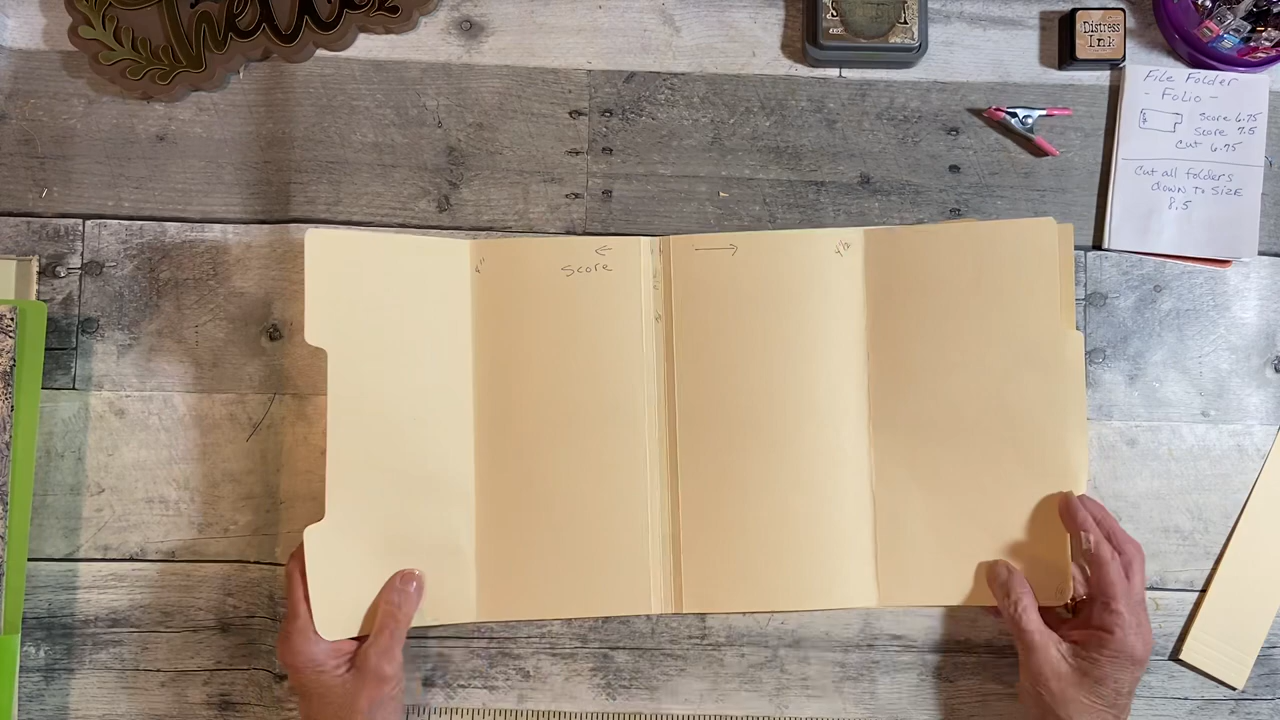 hello
Distress
Ink
File Folder
- Folio -
Score 6.75
Score 7.5
Cut 6.75
Cut all folders
down to SIZE
8.5
4"
← 
Score
→
4½